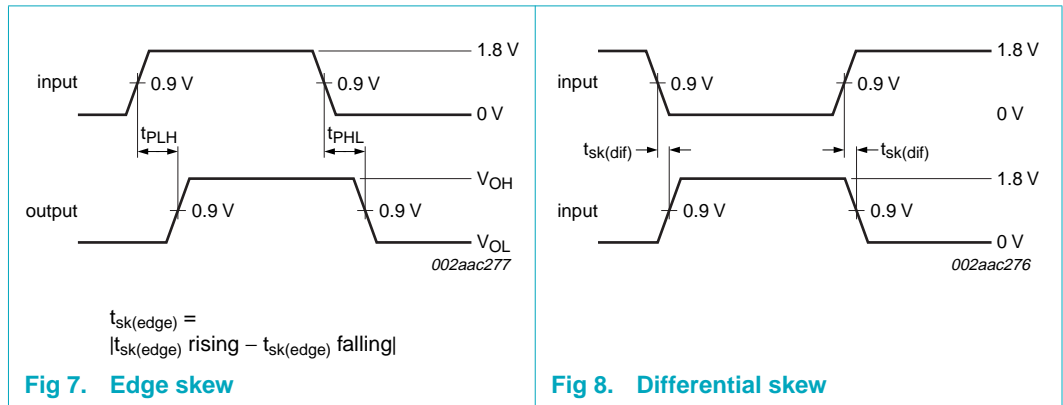 input
0.9 V
0.9 V
1.8 V
0 V
tPLH
tPHL
output
0.9 V
0.9 V
VOH
VOL
002aac277
tsk(edge) =
|tsk(edge) rising − tsk(edge) falling|
Fig 7. Edge skew
input
0.9 V
0.9 V
1.8 V
0 V
tsk(dif)
tsk(dif)
input
0.9 V
0.9 V
1.8 V
0 V
002aac276
Fig 8. Differential skew